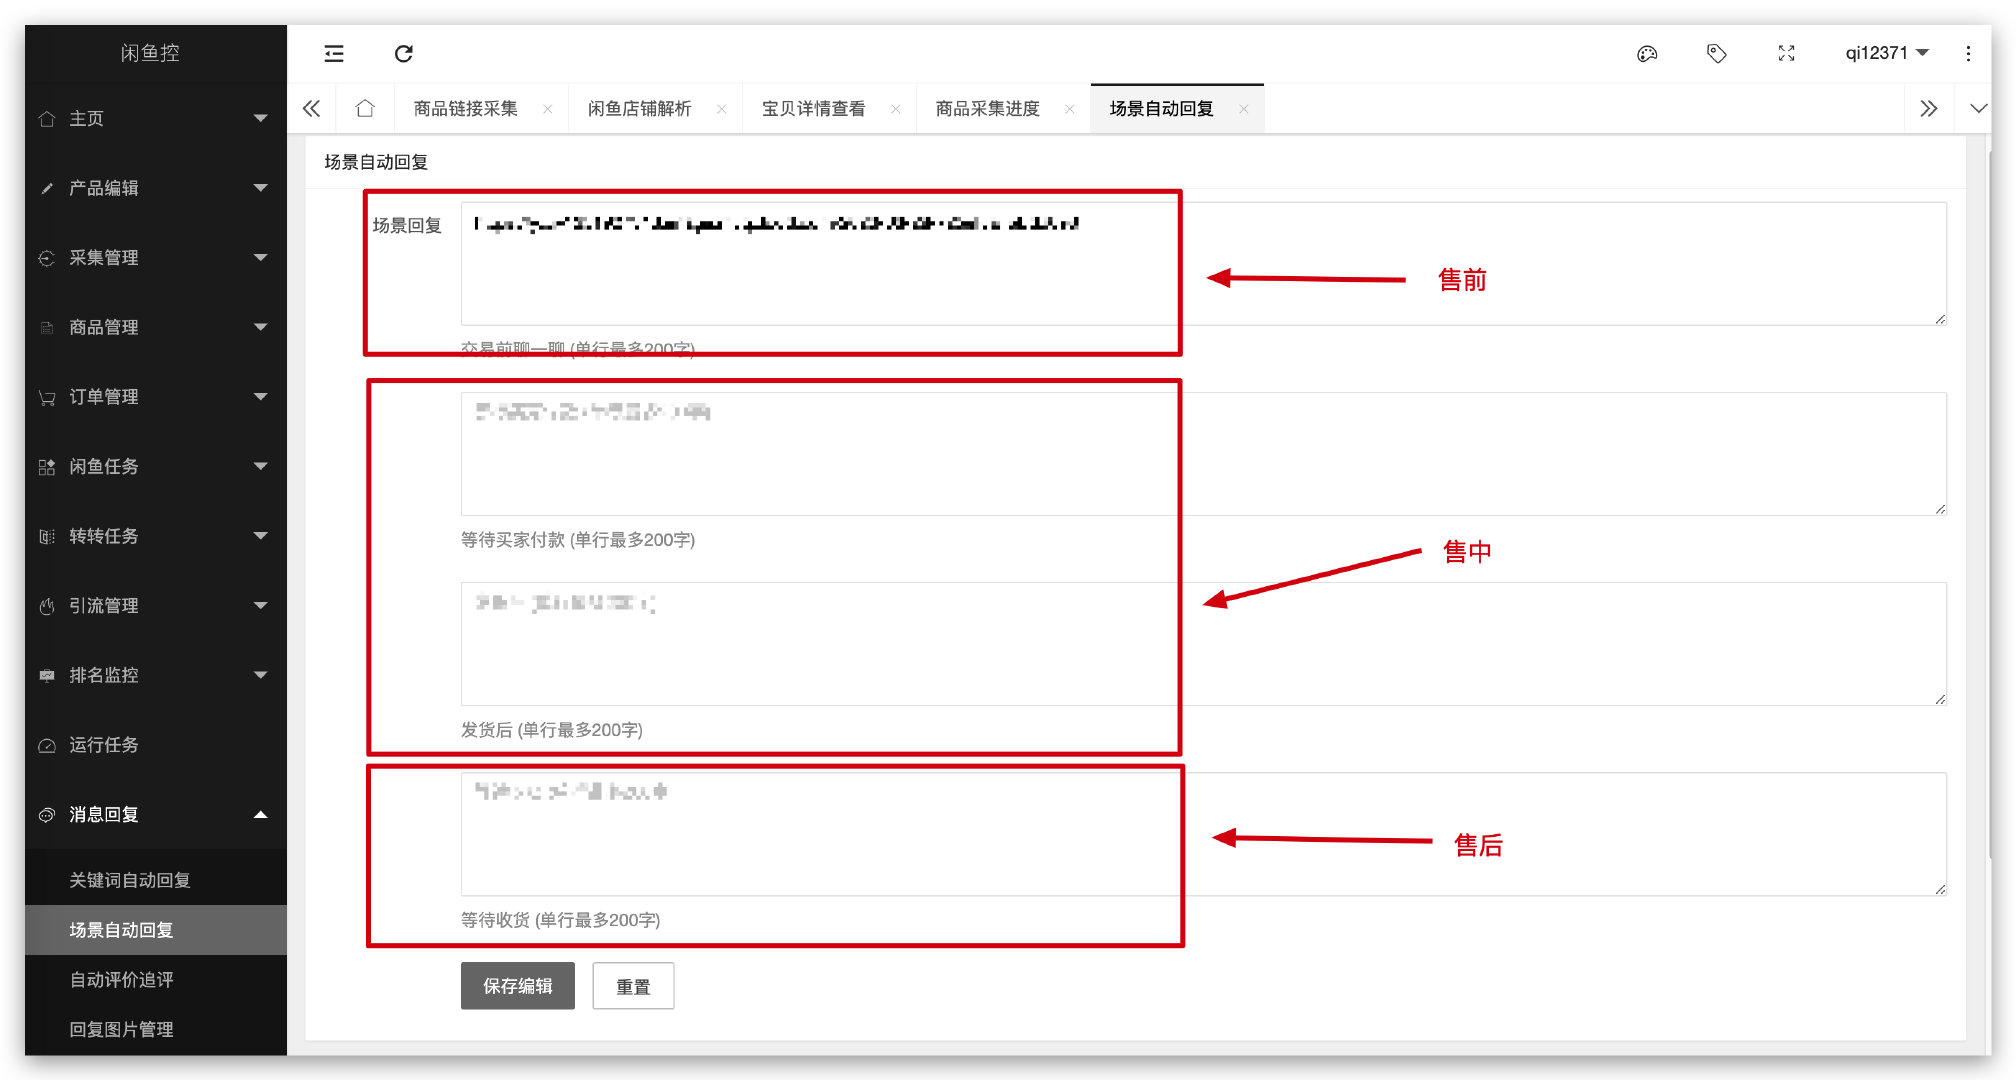 闲鱼控
qi12371
商品链接采集
闲鱼店铺解析
宝贝详情查看
商品采集进度
场景自动回复
主页
产品编辑
采集管理
商品管理
订单管理
闲鱼任务
转转任务
引流管理
排名监控
运行任务
消息回复
关键词自动回复
场景自动回复
自动评价追评
回复图片管理
场景自动回复
场景回复
售前
交易前聊一聊 (单行最多200字)
等待买家付款 (单行最多200字)
售中
发货后 (单行最多200字)
售后
等待收货 (单行最多200字)
保存编辑
重置